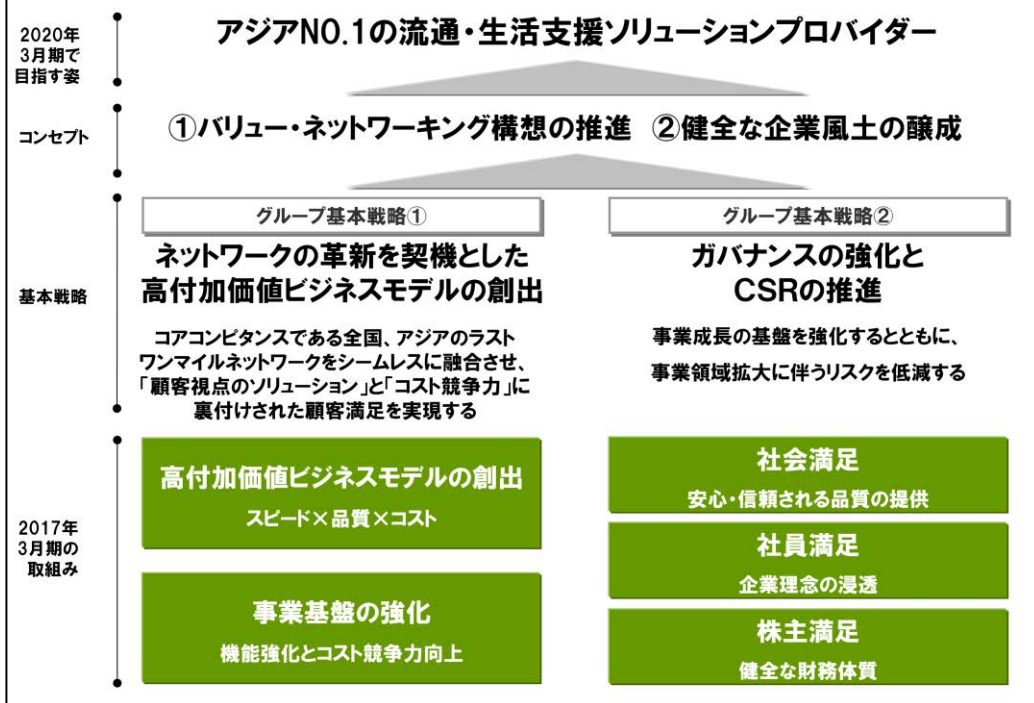 2020年
3月期で
目指す姿
アジアNO.1の流通・生活支援ソリューションプロバイダー
コンセプト
①バリュー・ネットワーキング構想の推進 ②健全な企業風土の醸成
基本戦略
グループ基本戦略①
ネットワークの革新を契機とした
高付加価値ビジネスモデルの創出
コアコンピタンスである全国、アジアのラスト
ワンマイルネットワークをシームレスに融合させ、
「顧客視点のソリューション」と「コスト競争力」に
裏付けされた顧客満足を実現する
グループ基本戦略②
ガバナンスの強化と
CSRの推進
事業成長の基盤を強化するとともに、
事業領域拡大に伴うリスクを低減する
2017年
3月期の
取組み
高付加価値ビジネスモデルの創出
スピード×品質×コスト
事業基盤の強化
機能強化とコスト競争力向上
社会満足
安心・信頼される品質の提供
社員満足
企業理念の浸透
株主満足
健全な財務体質